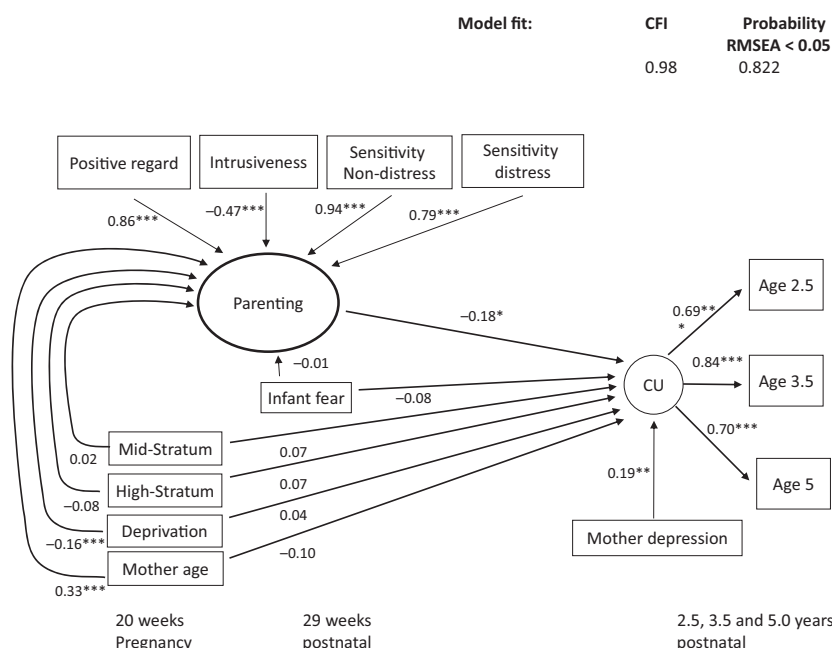 Model fit: CFI Probability
RMSEA < 0.05
0.98 0.822
Positive regard
Intrusiveness
Sensitivity
Non-distress
Sensitivity
distress
0.86***
−0.47***
0.94***
0.79***
Parenting
−0.18*
−0.01
Infant fear
−0.08
CU
0.69**
*
Age 2.5
0.84***
Age 3.5
0.70***
Age 5
0.02
Mid-Stratum
0.07
−0.08
High-Stratum
0.07
−0.16***
Deprivation
0.04
0.33***
Mother age
−0.10
0.19**
Mother depression
20 weeks
Pregnancy
29 weeks
postnatal
2.5, 3.5 and 5.0 years
postnatal